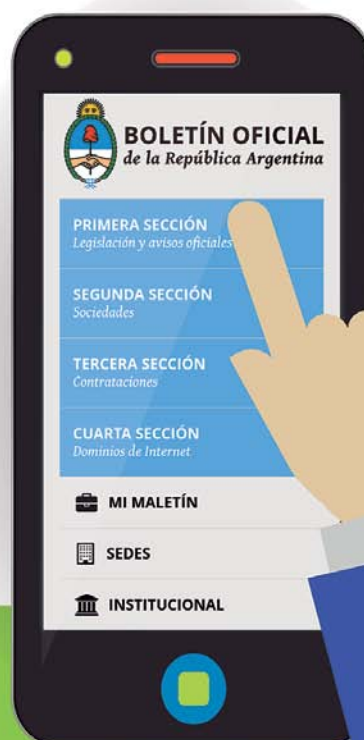 BOLETÍN OFICIAL
de la República Argentina
PRIMERA SECCIÓN
Legislación y avisos oficiales
SEGUNDA SECCIÓN
Sociedades
TERCERA SECCIÓN
Contrataciones
CUARTA SECCIÓN
Dominios de Internet
MI MALETÍN
SEDES
INSTITUCIONAL